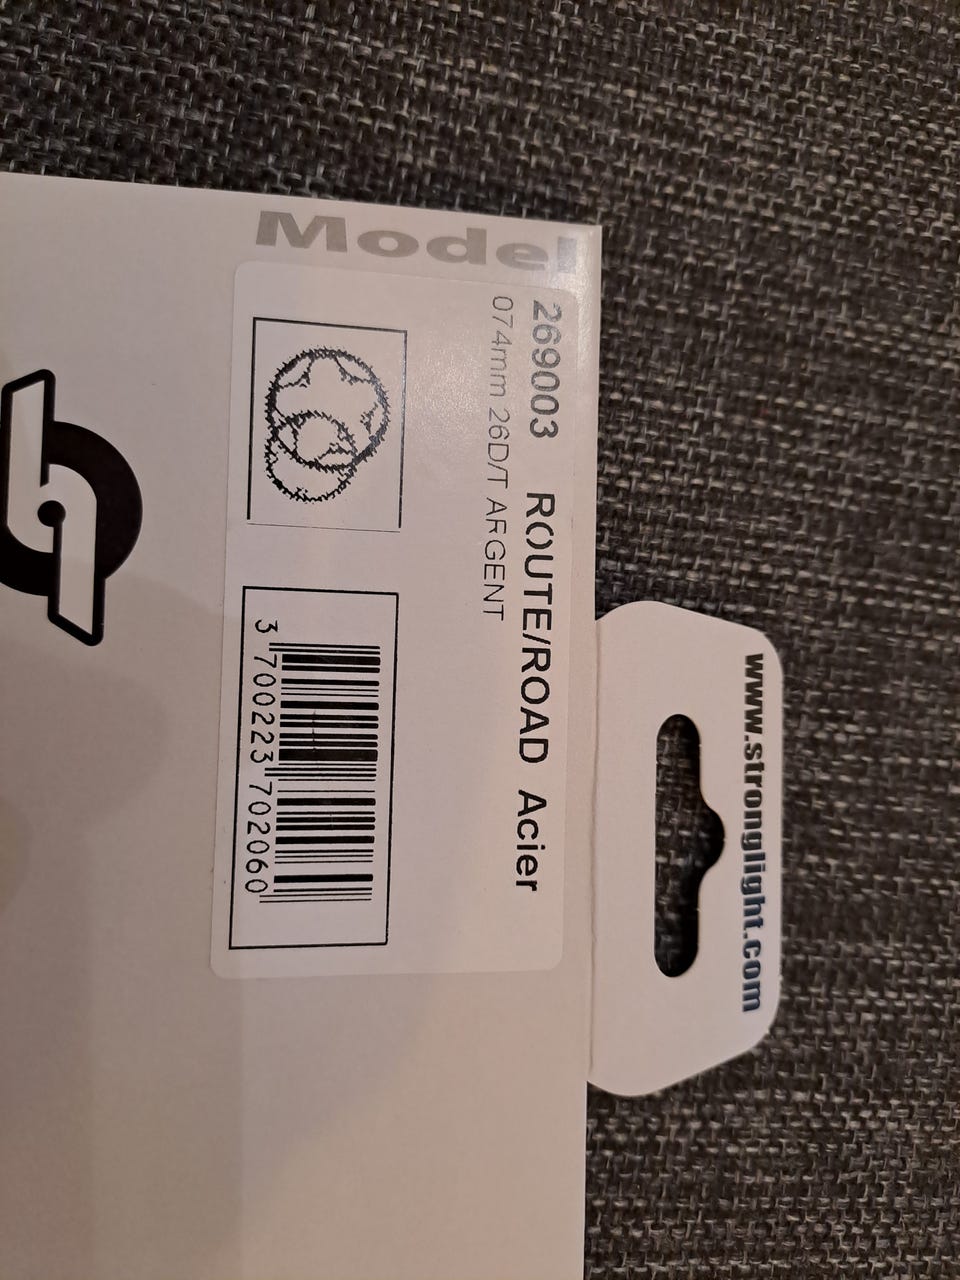 www.stronglight.com
Model
269003 ROUTE/ROAD Acier
074mm 26D/T ARGENT
3 700223 702060